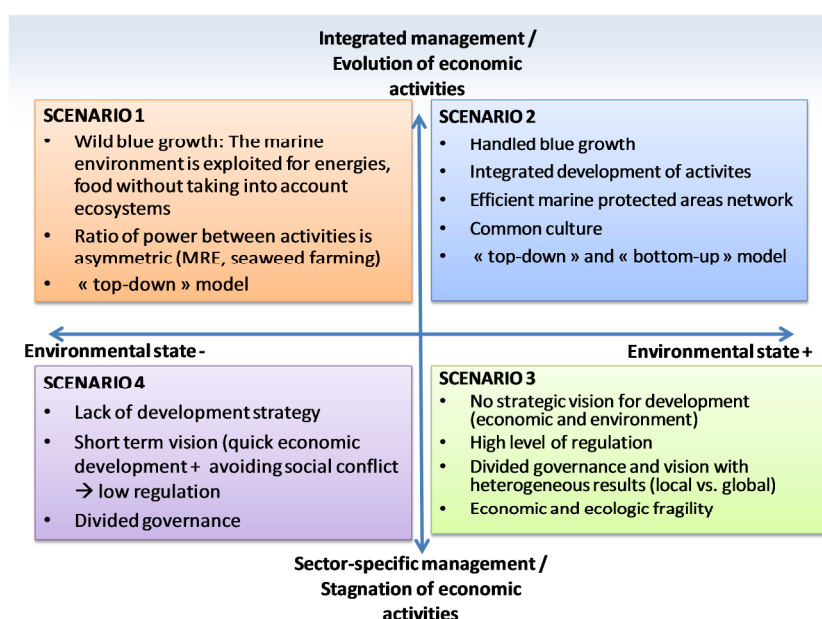 Integrated management /
Evolution of economic
activities
SCENARIO 1
• Wild blue growth: The marine
environment is exploited for energies,
food without taking into account
ecosystems
• Ratio of power between activities is
asymmetric (MRE, seaweed farming)
• « top-down » model
SCENARIO 2
• Handled blue growth
• Integrated development of activites
• Efficient marine protected areas network
• Common culture
• « top-down » and « bottom-up » model
Environmental state -
Environmental state +
SCENARIO 4
• Lack of development strategy
• Short term vision (quick economic
development + avoiding social conflict
→ low regulation
• Divided governance
SCENARIO 3
• No strategic vision for development
(economic and environment)
• High level of regulation
• Divided governance and vision with
heterogeneous results (local vs. global)
• Economic and ecologic fragility
Sector-specific management /
Stagnation of economic
activities